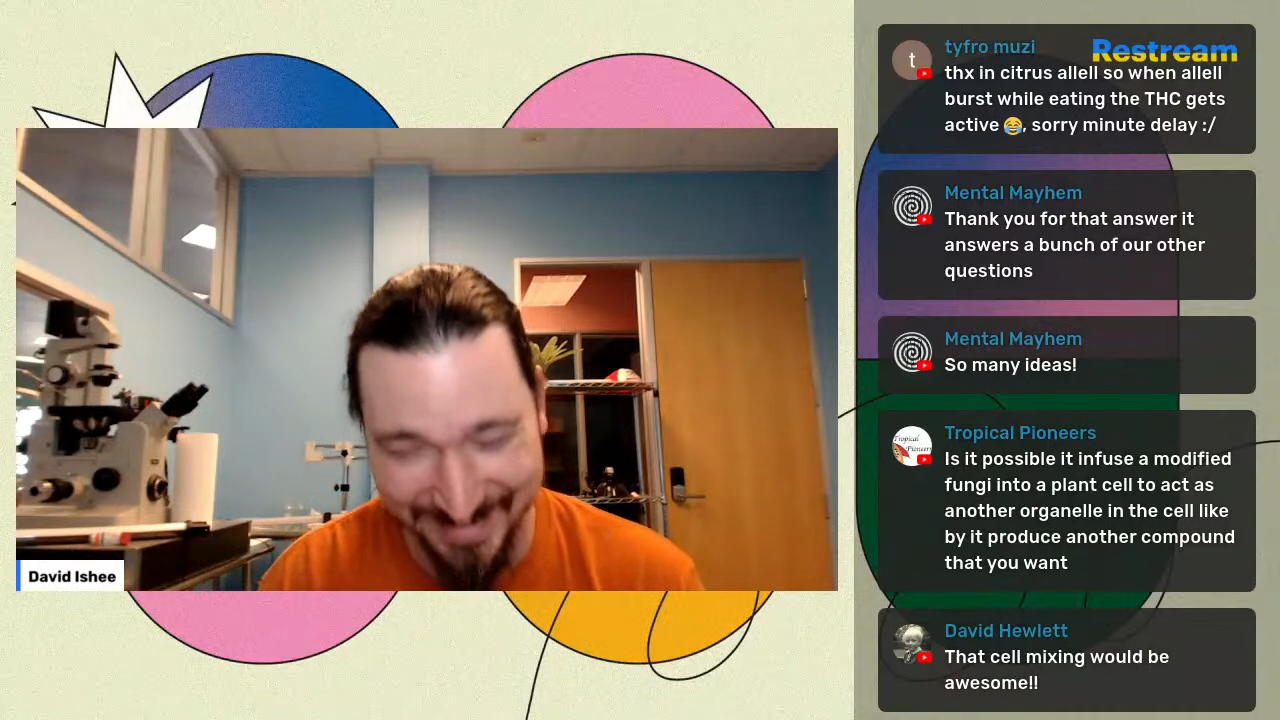 David Ishee
t
tyfro muzi
Restream
thx in citrus allell so when allell
burst while eating the THC gets
active 😂, sorry minute delay :/
Mental Mayhem
Thank you for that answer it
answers a bunch of our other
questions
Mental Mayhem
So many ideas!
Tropical
Pioneers
Tropical Pioneers
Is it possible it infuse a modified
fungi into a plant cell to act as
another organelle in the cell like
by it produce another compound
that you want
David Hewlett
That cell mixing would be
awesome!!